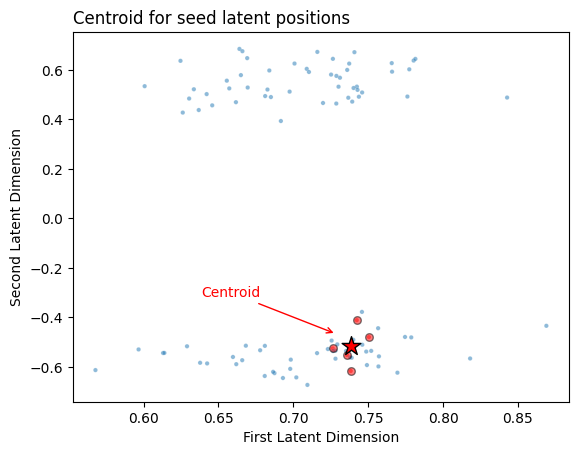 Centroid for seed latent positions
0.6
0.4
0.2
0.0
−0.2
−0.4
−0.6
Second Latent Dimension
Centroid
0.60 0.65 0.70 0.75 0.80 0.85
First Latent Dimension